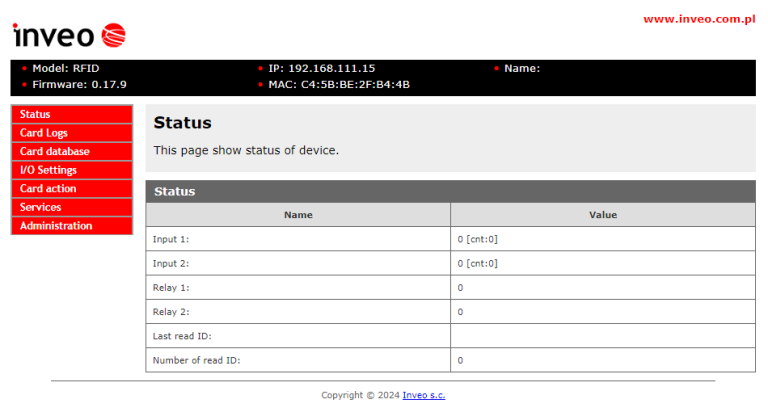 www.inveo.com.pl
inveo
Model: RFID
IP: 192.168.111.15
Name:
Firmware: 0.17.9
MAC: C4:5B:BE:2F:B4:4B
Status
Card Logs
Card database
I/O Settings
Card action
Services
Administration
Status
This page show status of device.
Status
Name Value
Input 1: 0 [cnt:0]
Input 2: 0 [cnt:0]
Relay 1: 0
Relay 2: 0
Last read ID:
Number of read ID: 0
Copyright © 2024 Inveo s.c.